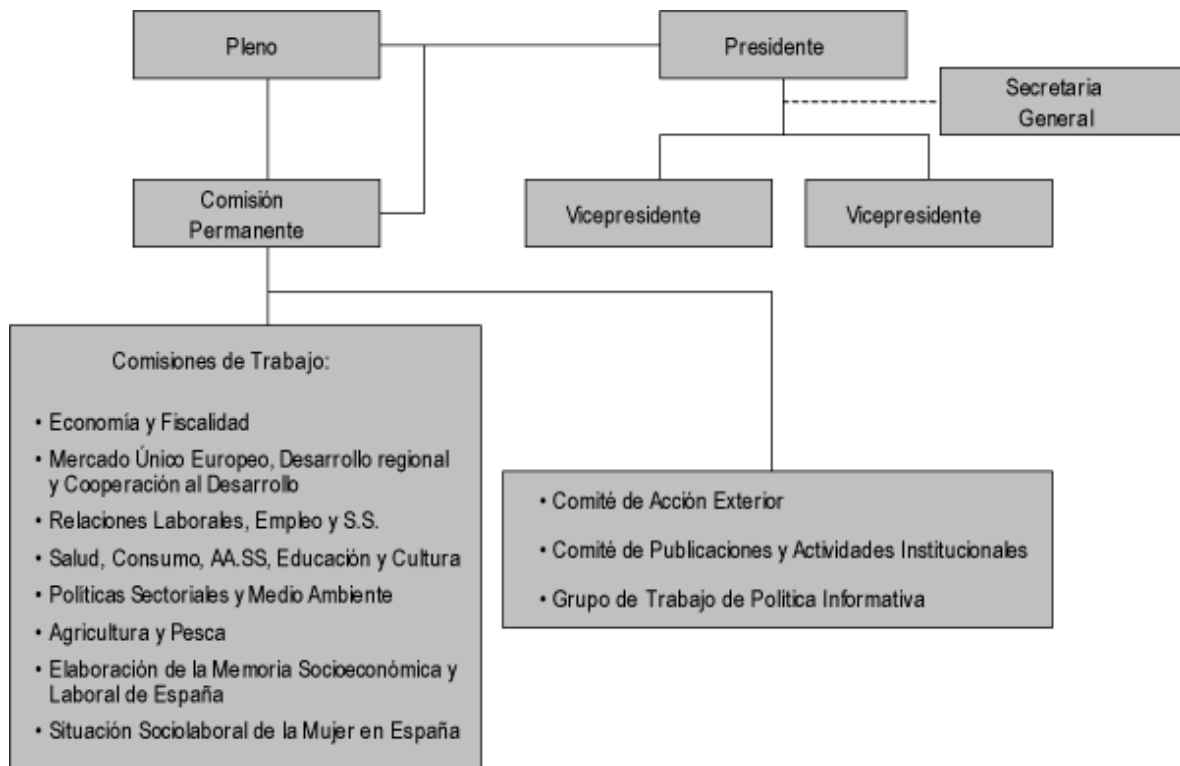 Pleno
Presidente
Secretaria
General
Comisión
Permanente
Vicepresidente
Vicepresidente
Comisiones de Trabajo:
• Economía y Fiscalidad
• Mercado Único Europeo, Desarrollo regional
y Cooperación al Desarrollo
• Relaciones Laborales, Empleo y S.S.
• Salud, Consumo, AA.SS, Educación y Cultura
• Políticas Sectoriales y Medio Ambiente
• Agricultura y Pesca
• Elaboración de la Memoria Socioeconómica y
Laboral de España
• Situación Sociolaboral de la Mujer en España
• Comité de Acción Exterior
• Comité de Publicaciones y Actividades Institucionales
• Grupo de Trabajo de Política Informativa